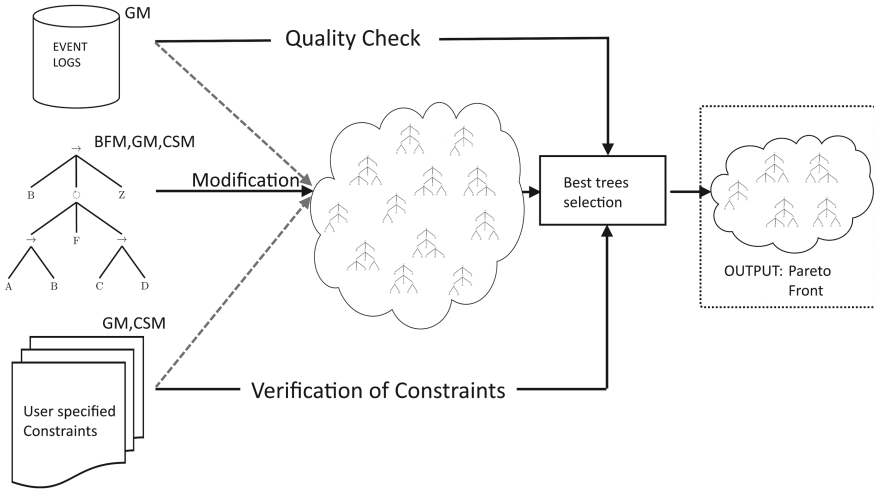 GM
EVENT
LOGS
Quality Check
BFM,GM,CSM
→
B
↻
Z
Modification
→
F
→
A
B
C
D
Best trees
selection
OUTPUT: Pareto
Front
GM,CSM
User specified
Constraints
Verification of Constraints